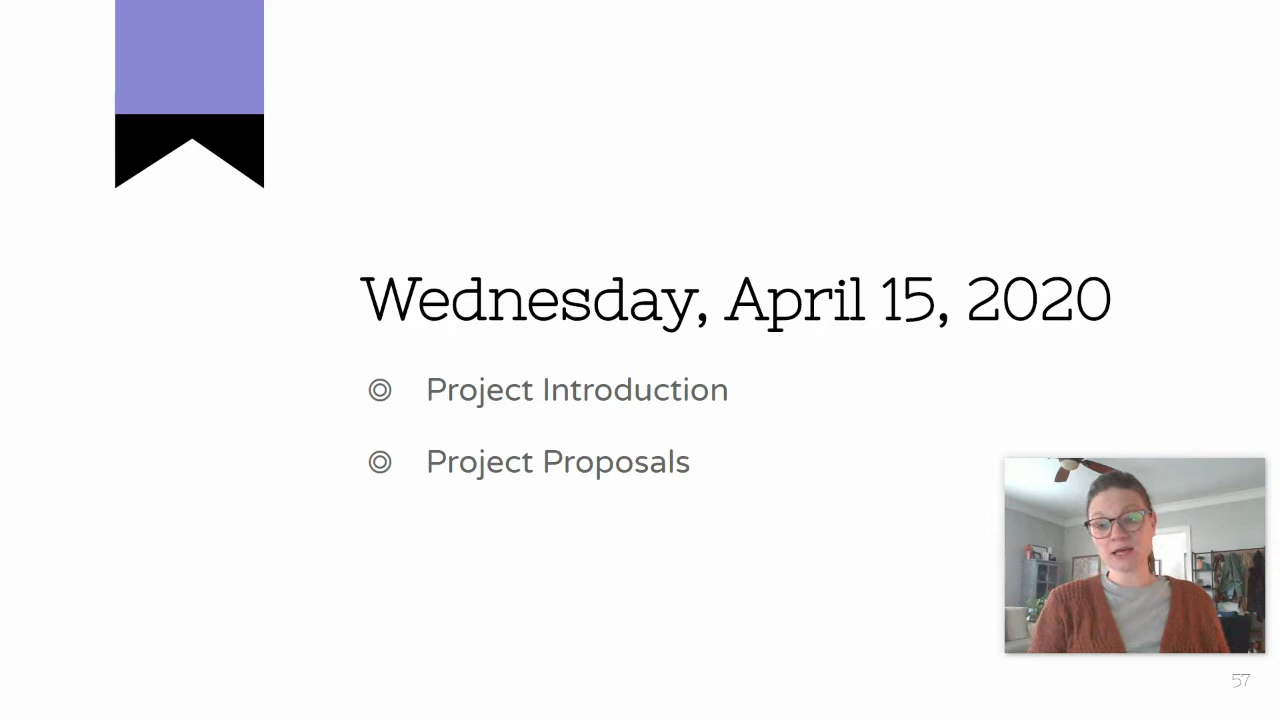 Wednesday, April 15, 2020
Project Introduction
Project Proposals
57